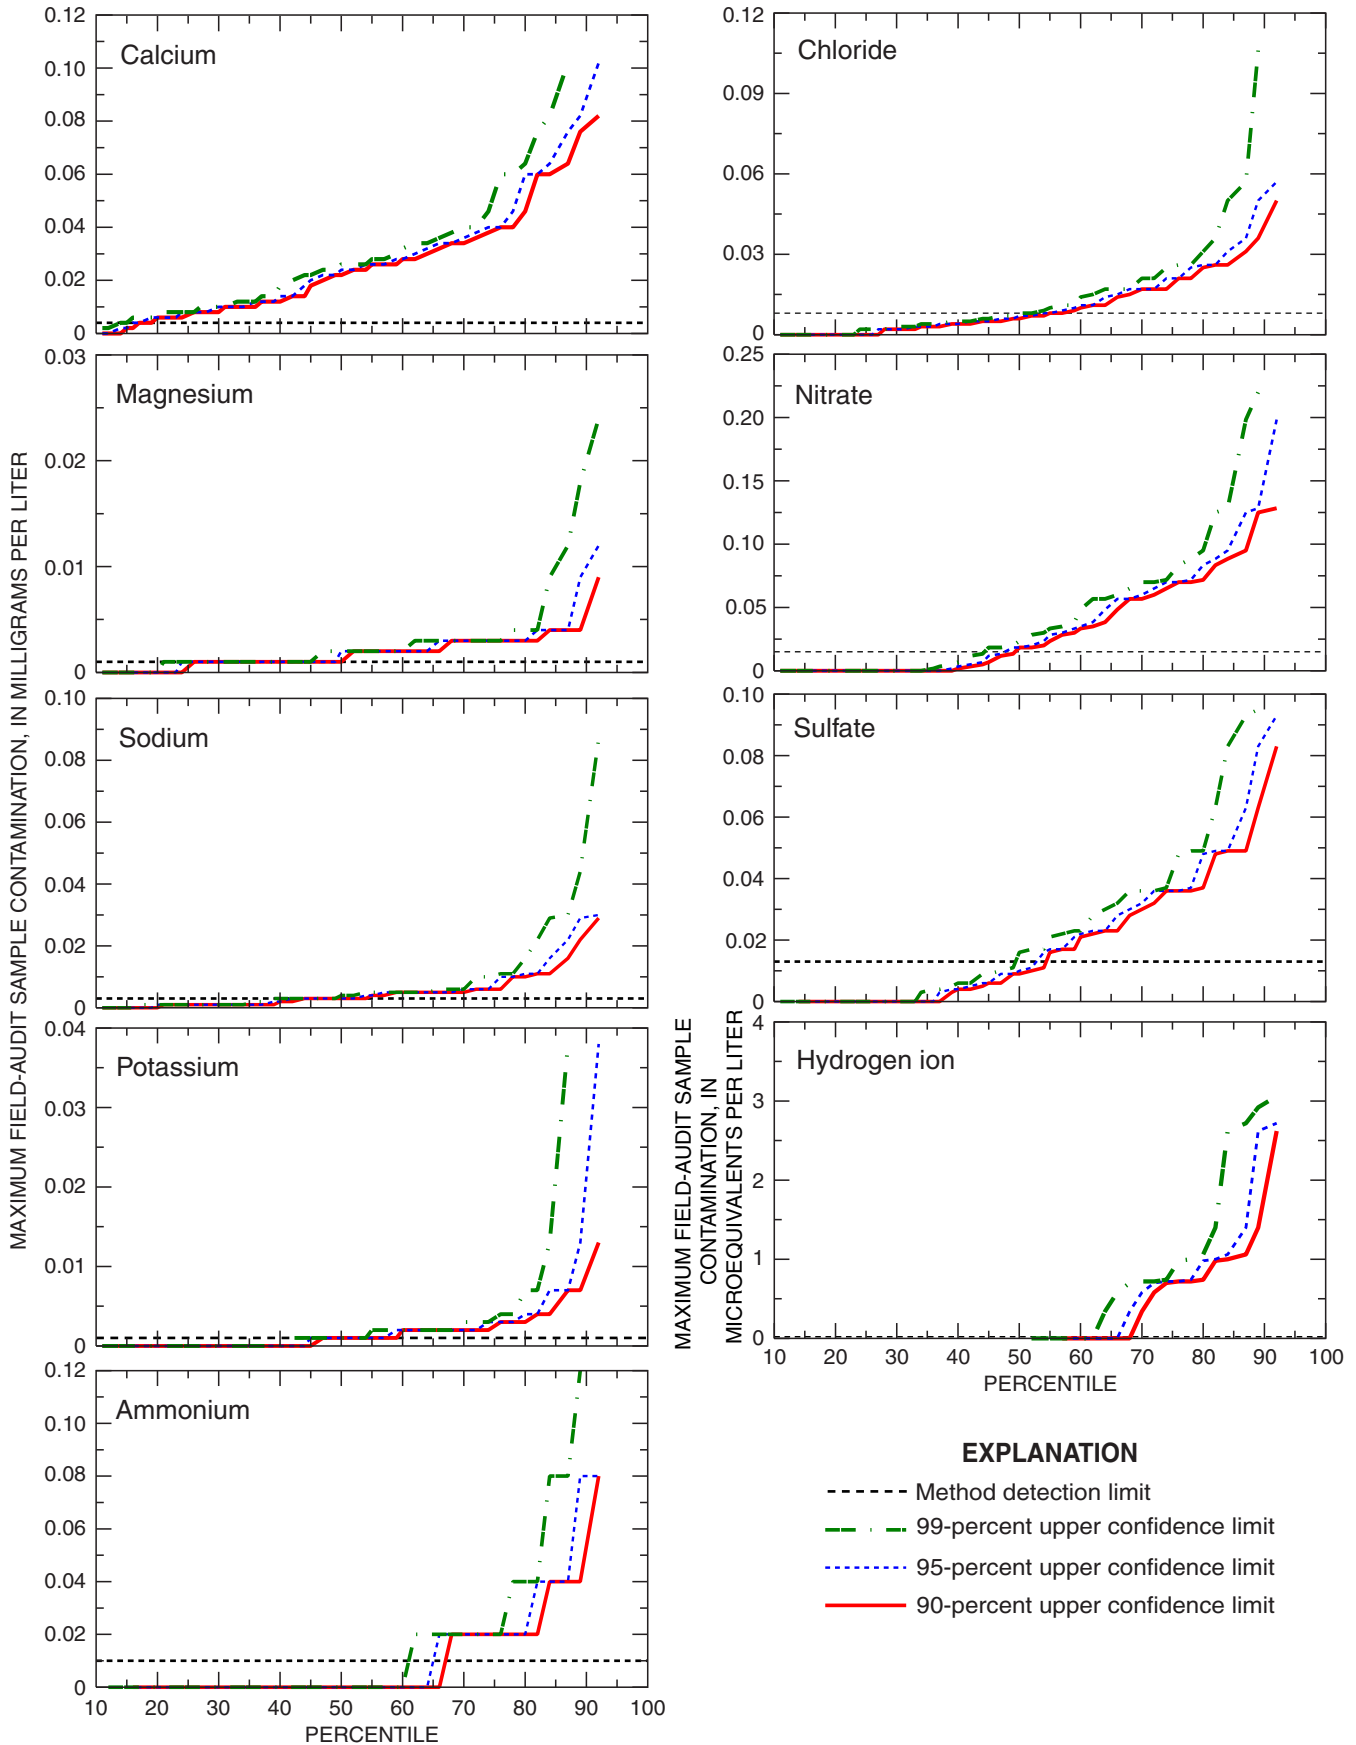 MAXIMUM FIELD-AUDIT SAMPLE CONTAMINATION, IN MILLIGRAMS PER LITER
Calcium
0.12
0.10
0.08
0.06
0.04
0.02
0
Magnesium
0.03
0.02
0.01
0
Sodium
0.10
0.08
0.06
0.04
0.02
0
Potassium
0.04
0.03
0.02
0.01
0
Ammonium
0.12
0.10
0.08
0.06
0.04
0.02
0
10 20 30 40 50 60 70 80 90 100
PERCENTILE
Chloride
0.12
0.09
0.06
0.03
0
Nitrate
0.25
0.20
0.15
0.10
0.05
0
Sulfate
0.10
0.08
0.06
0.04
0.02
0
MAXIMUM FIELD-AUDIT SAMPLE
CONTAMINATION, IN
MICROEQUIVALENTS PER LITER
Hydrogen ion
4
3
2
1
0
10 20 30 40 50 60 70 80 90 100
PERCENTILE
EXPLANATION
Method detection limit
99-percent upper confidence limit
95-percent upper confidence limit
90-percent upper confidence limit